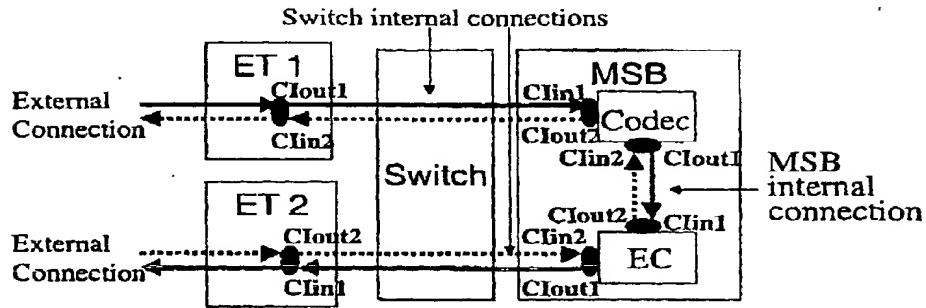 Switch internal connections
ET 1
MSB
External
Connection
CIout1
CIin2
CIin1
CIout2
Codec
CIin2
CIout1
Switch
MSB
internal
connection
ET 2
CIout2
CIin1
External
Connection
CIout2
CIin1
CIin2
CIout1
EC